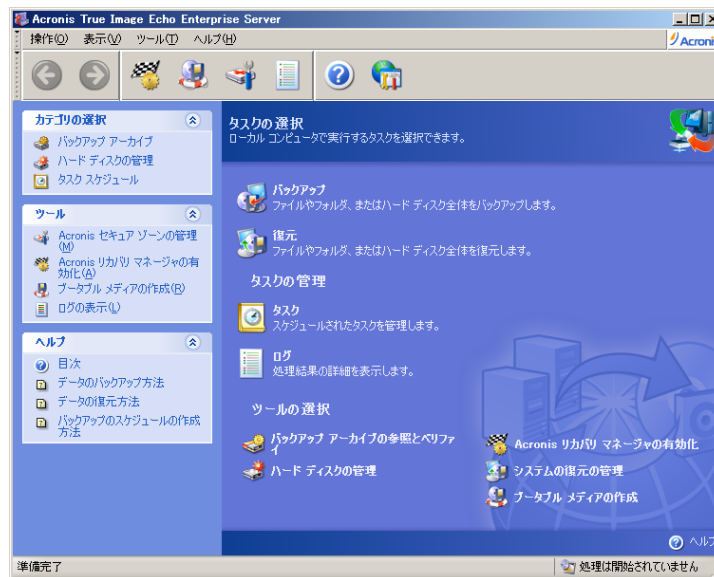 Acronis True Image Echo Enterprise Server
操作(O) 表示(V) ツール(T) ヘルプ(H)
Acroni
カテゴリの選択
バックアップ アーカイブ
ハード ディスクの管理
タスク スケジュール
ツール
Acronis セキュア ゾーンの管理
(M)
Acronis リカバリ マネージャの有
効化(A)
ブータブル メディアの作成(R)
ログの表示(L)
ヘルプ
目次
データのバックアップ方法
データの復元方法
バックアップのスケジュールの作成
方法
タスクの選択
ローカル コンピュータで実行するタスクを選択できます。
バックアップ
ファイルやフォルダ、またはハード ディスク全体をバックアップします。
復元
ファイルやフォルダ、またはハード ディスク全体を復元します。
タスクの管理
タスク
スケジュールされたタスクを管理します。
ログ
処理結果の詳細を表示します。
ツールの選択
バックアップ アーカイブの参照とベリファ
イ
ハード ディスクの管理
Acronis リカバリ マネージャの有効化
システムの復元の管理
ブータブル メディアの作成
ヘルプ
準備完了
処理は開始されていません